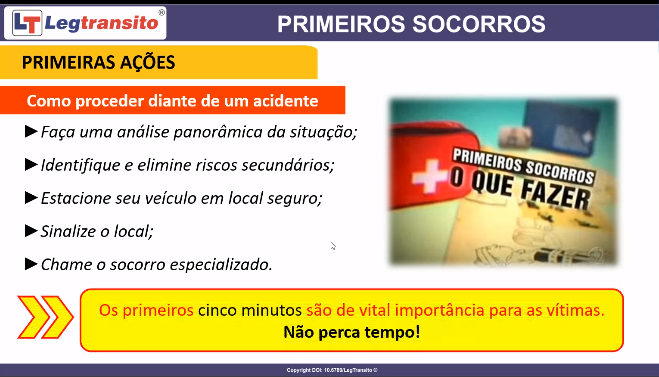 LT Legtransito®
PRIMEIROS SOCORROS
PRIMEIRAS AÇÕES
Como proceder diante de um acidente
►Faça uma análise panorâmica da situação;
►Identifique e elimine riscos secundários;
►Estacione seu veículo em local seguro;
►Sinalize o local;
►Chame o socorro especializado.
PRIMEIROS SOCORROS
O QUE FAZER
Os primeiros cinco minutos são de vital importância para as vítimas.
Não perca tempo!
Copyright DOI: 10.6789/LegTransito ©